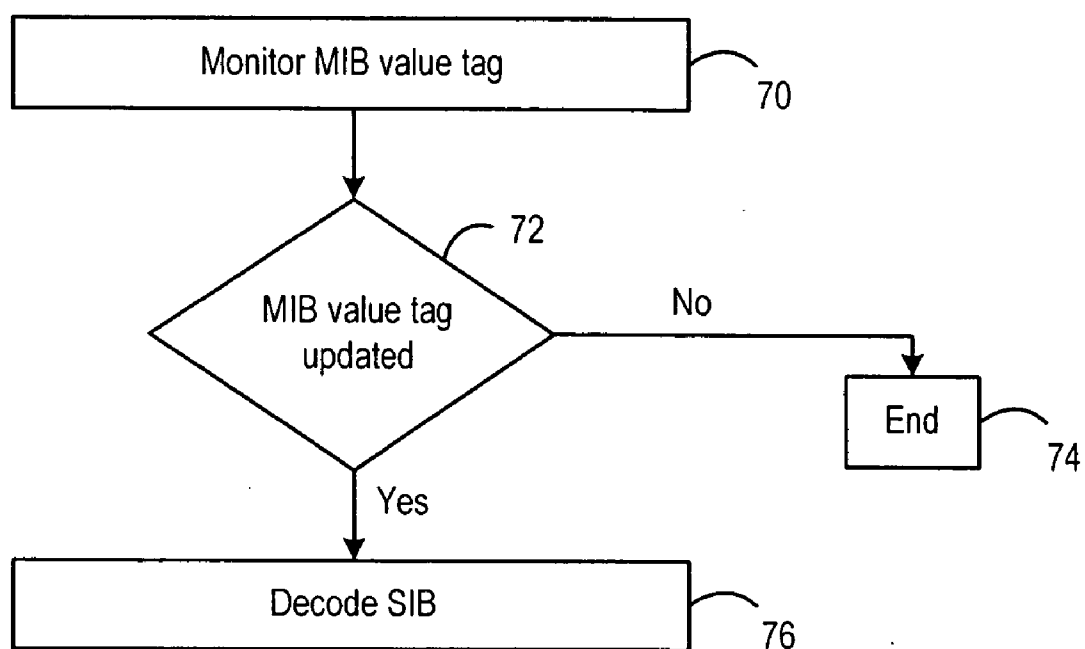 Monitor MIB value tag
70
72
MIB value tag
updated
No
End
74
Yes
Decode SIB
76